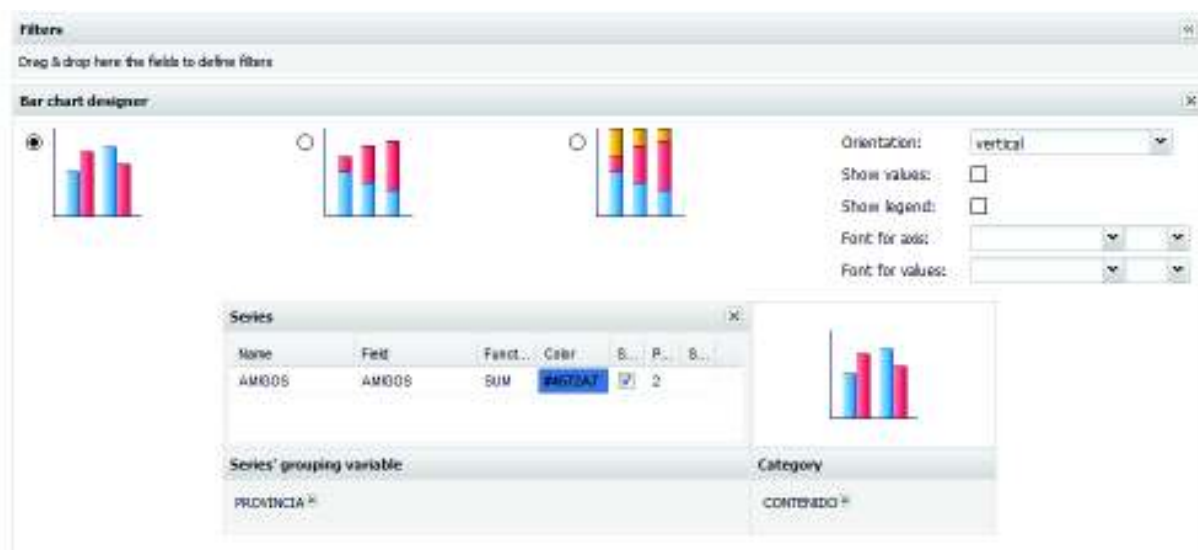 Filters
Drag & drop here the fields to define filters
Bar chart designer
Orientation: vertical
Show values:
Show legend:
Font for axis:
Font for values:
Series
Name Field Funct... Color S... P... S...
AMIGOS AMIGOS SUM #4572A7 2
Series' grouping variable
Category
PROVINCIA
CONTENIDO